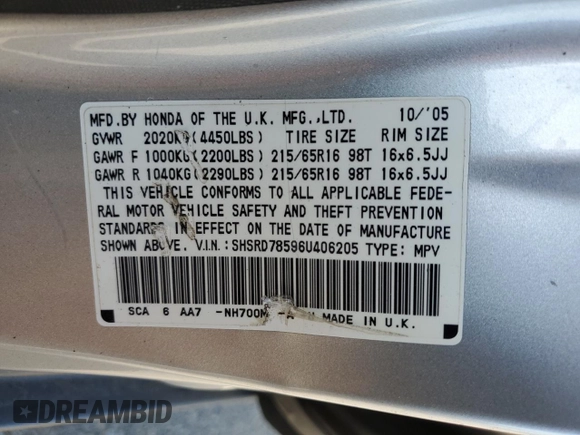 MFD.BY HONDA OF THE U.K. MFG.,LTD. 10/'05
GVWR 2020KG(4450LBS) TIRE SIZE RIM SIZE
GAWR F 1000KG(2200LBS) 215/65R16 98T 16x6.5JJ
GAWR R 1040KG(2290LBS) 215/65R16 98T 16x6.5JJ
THIS VEHICLE CONFORMS TO ALL APPLICABLE FEDE-
RAL MOTOR VEHICLE SAFETY AND THEFT PREVENTION
STANDARDS IN EFFECT ON THE DATE OF MANUFACTURE
SHOWN ABOVE. V.I.N.: SHSRD78596U406205 TYPE: MPV
SCA 6 AA7 -NH700M MADE IN U.K.
DREAMBID